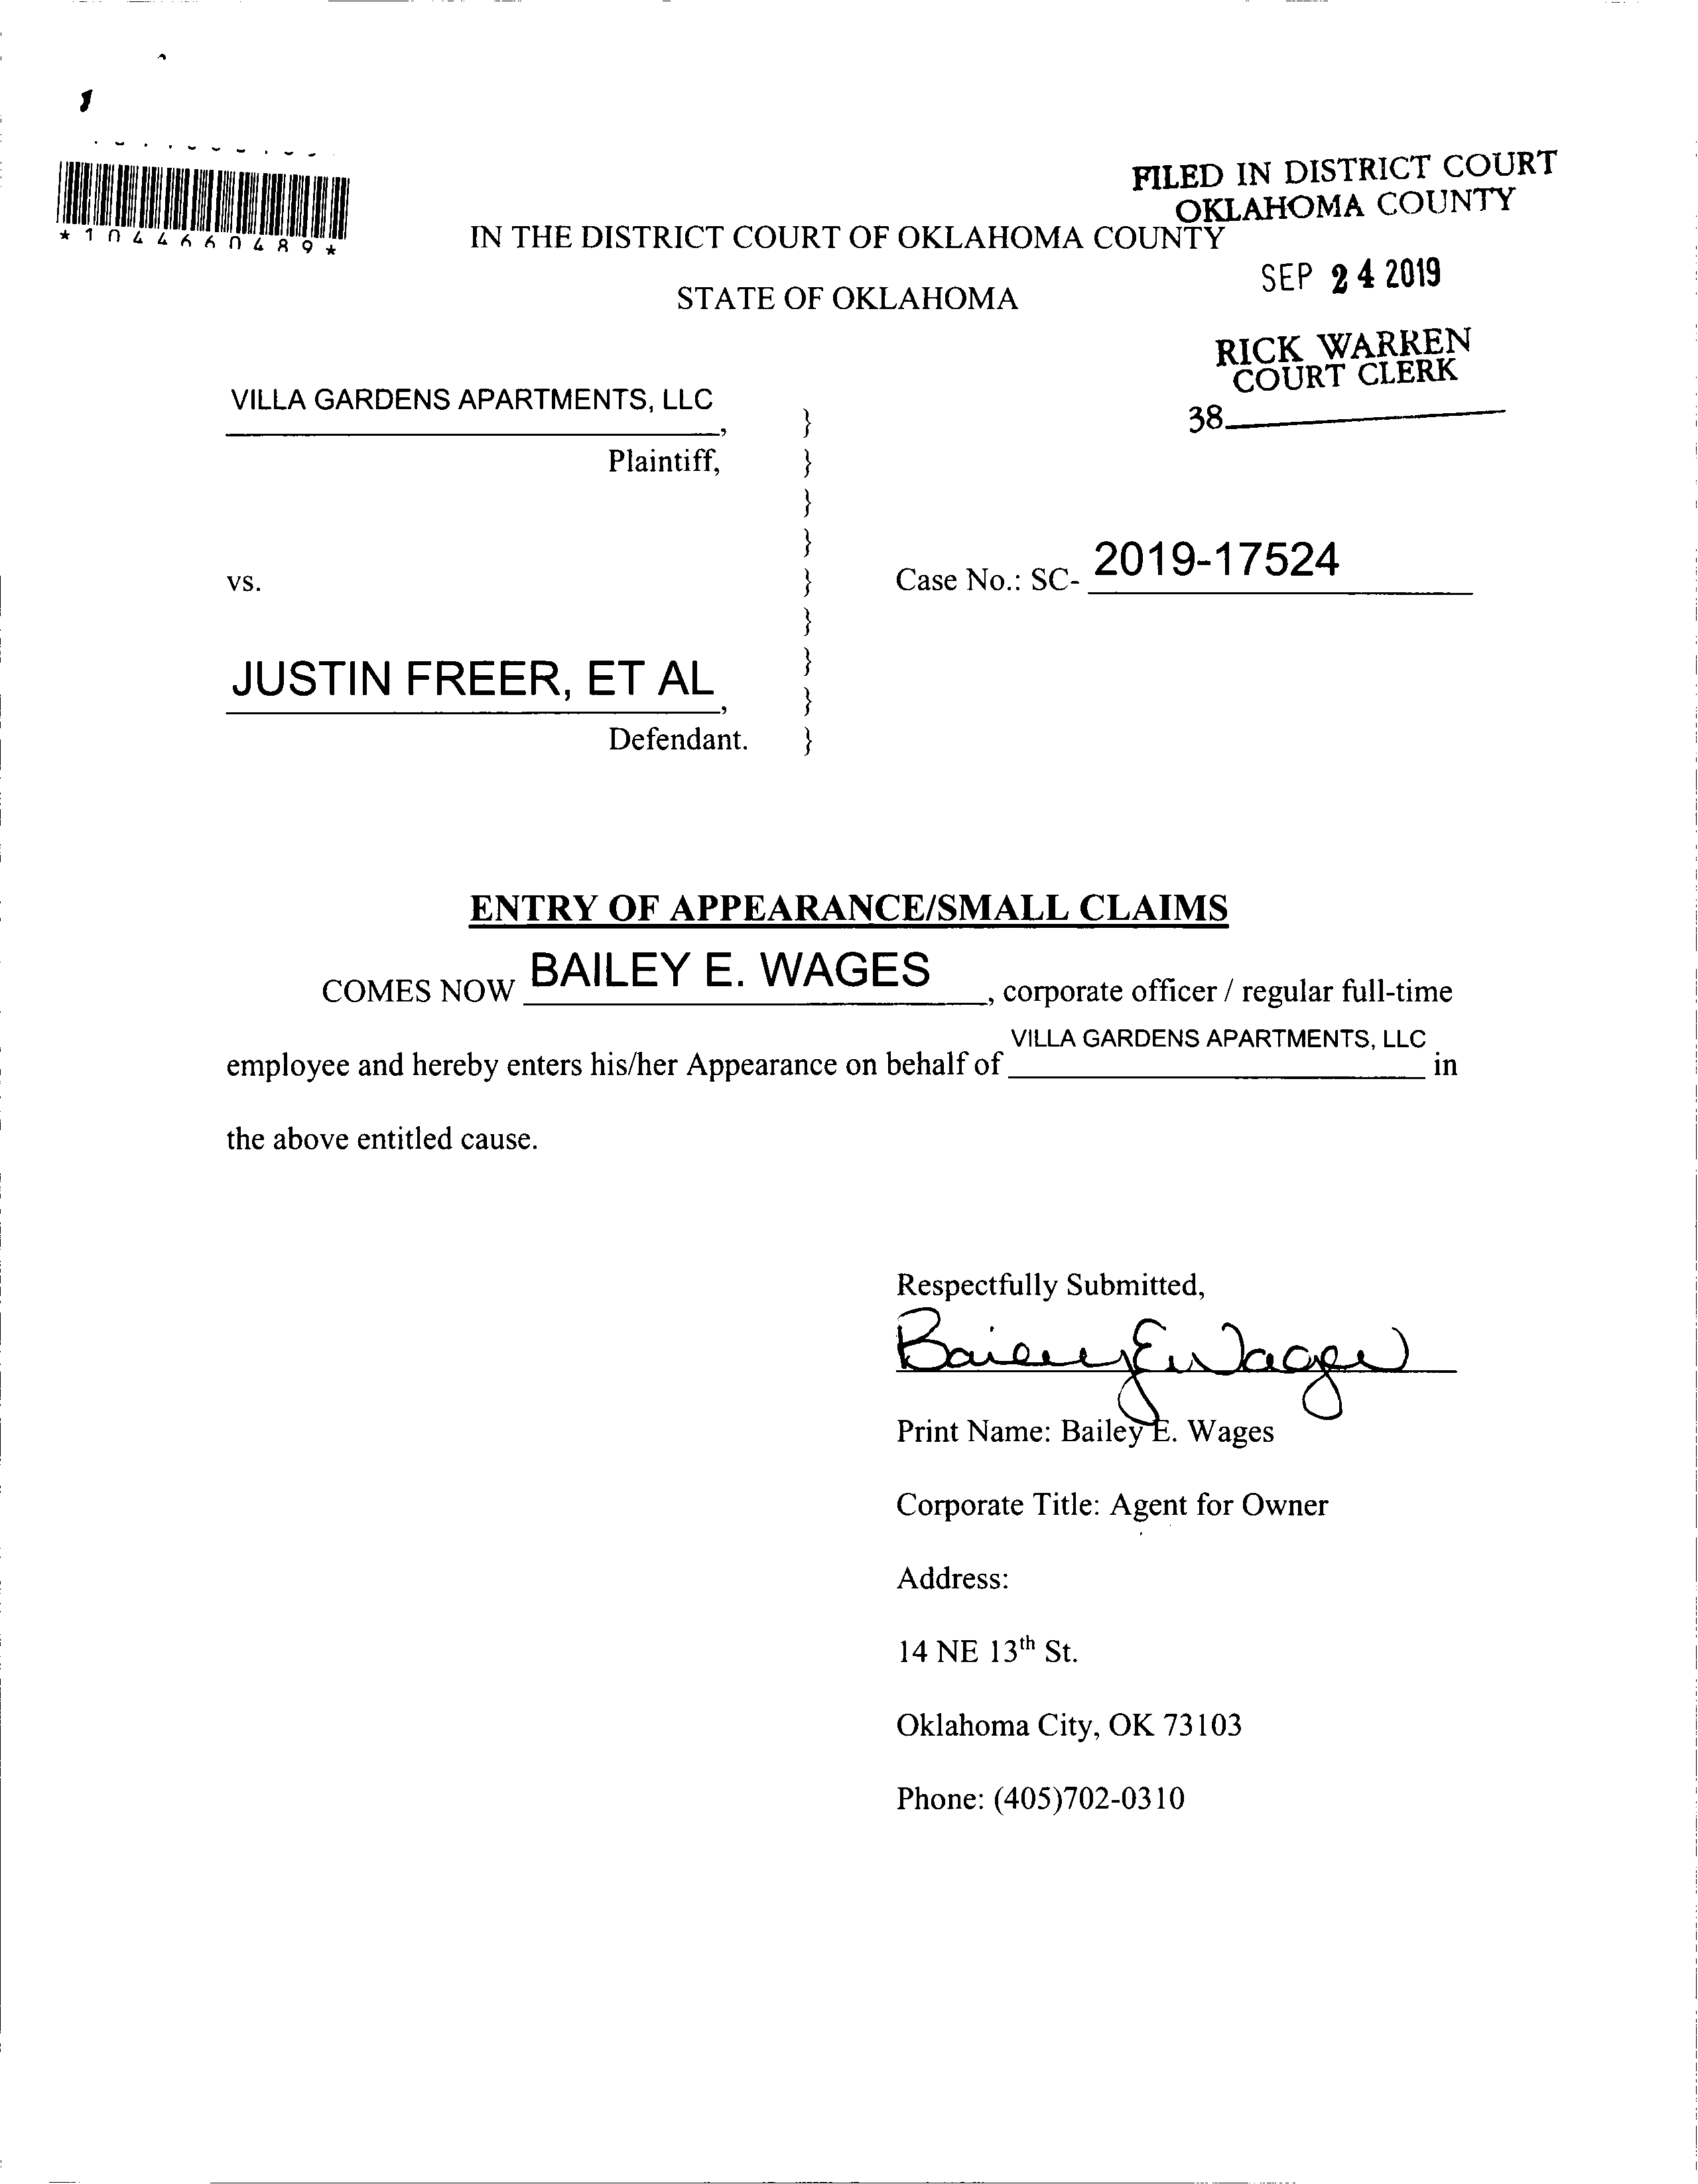 FILED IN DISTRICT COURT
OKLAHOMA COUNTY
*1044660489*
IN THE DISTRICT COURT OF OKLAHOMA COUNTY
SEP 24 2019
STATE OF OKLAHOMA
RICK WARREN
COURT CLERK
38
VILLA GARDENS APARTMENTS, LLC
,
}
Plaintiff, }
}
}
vs. } Case No.: SC- 2019-17524
}
JUSTIN FREER, ET AL }
, }
Defendant. }
ENTRY OF APPEARANCE/SMALL CLAIMS
COMES NOW BAILEY E. WAGES, corporate officer / regular full-time
employee and hereby enters his/her Appearance on behalf of VILLA GARDENS APARTMENTS, LLC in
the above entitled cause.
Respectfully Submitted,
Bailey E Wages
Print Name: Bailey E. Wages
Corporate Title: Agent for Owner
Address:
14 NE 13th St.
Oklahoma City, OK 73103
Phone: (405)702-0310